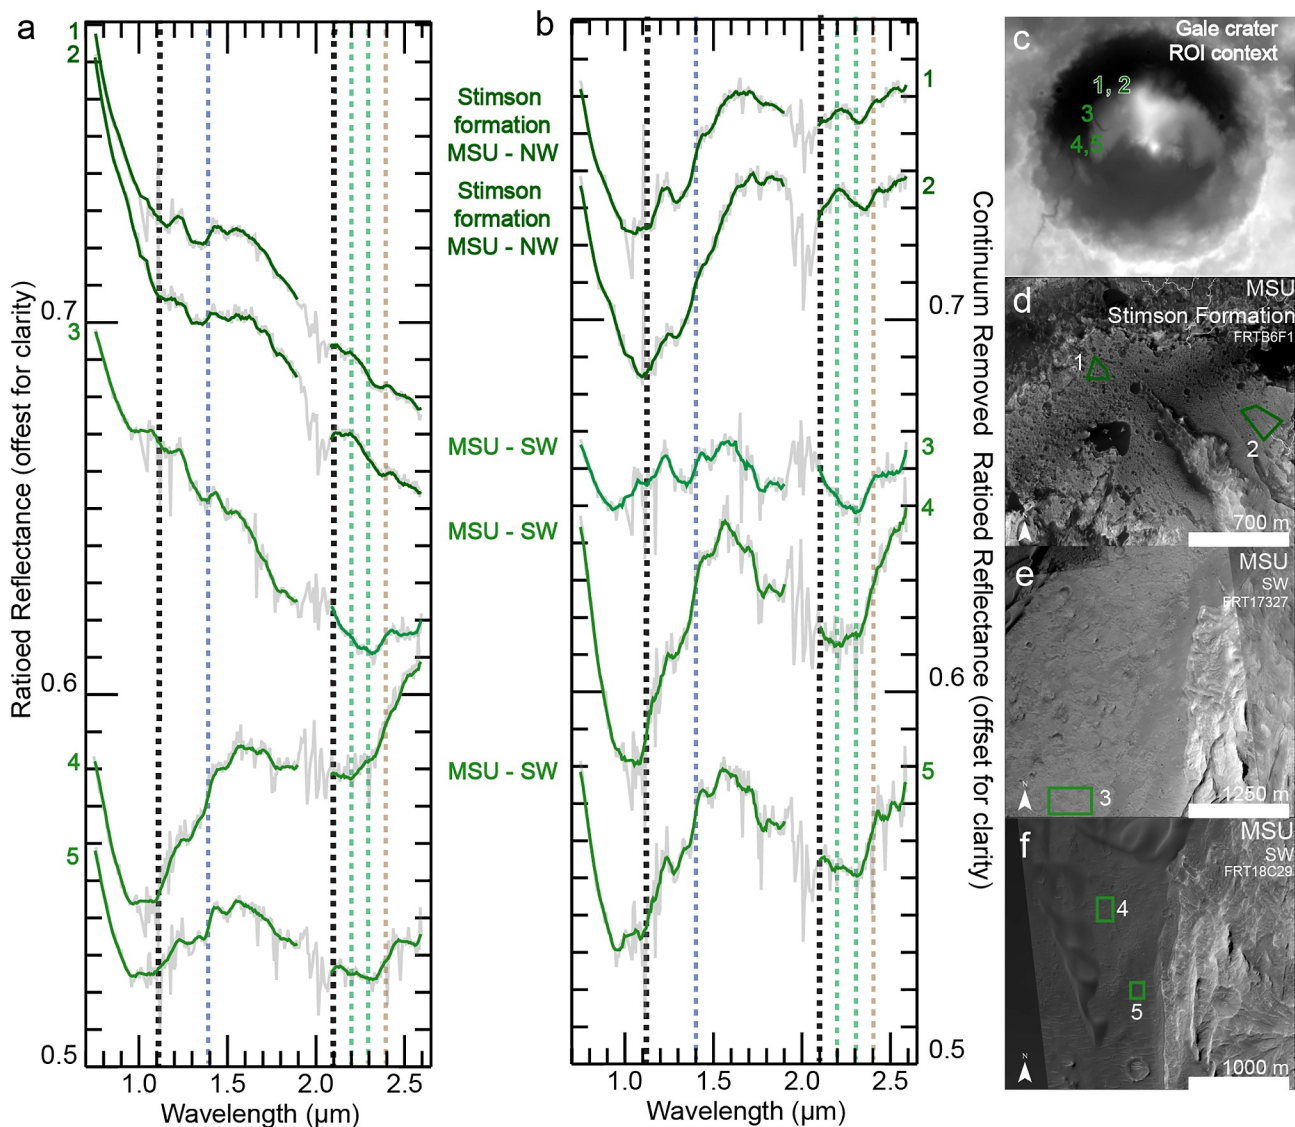 a
1
2
3
4
5
0.7
0.6
0.5
1.0 1.5 2.0 2.5
Wavelength (µm)
Ratioed Reflectance (offest for clarity)
Stimson
formation
MSU - NW
Stimson
formation
MSU - NW
MSU - SW
MSU - SW
MSU - SW
b
1
2
3
4
5
0.7
0.6
0.5
1.0 1.5 2.0 2.5
Wavelength (µm)
Continuum Removed Ratioed Reflectance (offset for clarity)
c
Gale crater
ROI context
1, 2
3
4,5
d
MSU
Stimson Formation
FRTB6F1
1
2
700 m
e
MSU
SW
FRT17327
N
3
1250 m
f
MSU
SW
FRT18C29
4
5
N
1000 m